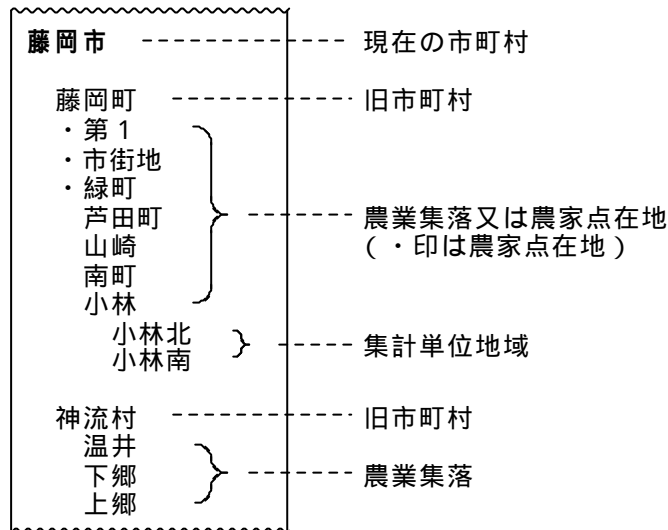 藤岡市 現在の市町村
藤岡町 旧市町村
・第1
・市街地
・緑町
芦田町 農業集落又は農家点在地
山崎 (・印は農家点在地)
南町
小林
小林北
小林南 集計単位地域
神流村 旧市町村
温井
下郷 農業集落
上郷